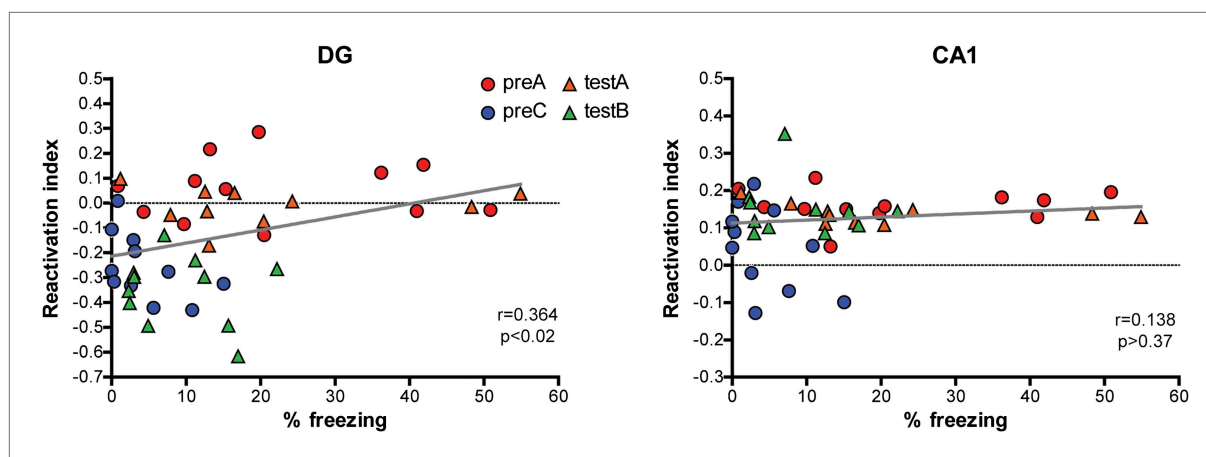 DG
Reactivation index
0.5
0.4
0.3
0.2
0.1
0.0
-0.1
-0.2
-0.3
-0.4
-0.5
-0.6
-0.7
preA testA
preC testB
r=0.364
p<0.02
0 10 20 30 40 50 60
% freezing
CA1
Reactivation index
0.5
0.4
0.3
0.2
0.1
0.0
-0.1
-0.2
-0.3
r=0.138
p>0.37
0 10 20 30 40 50 60
% freezing